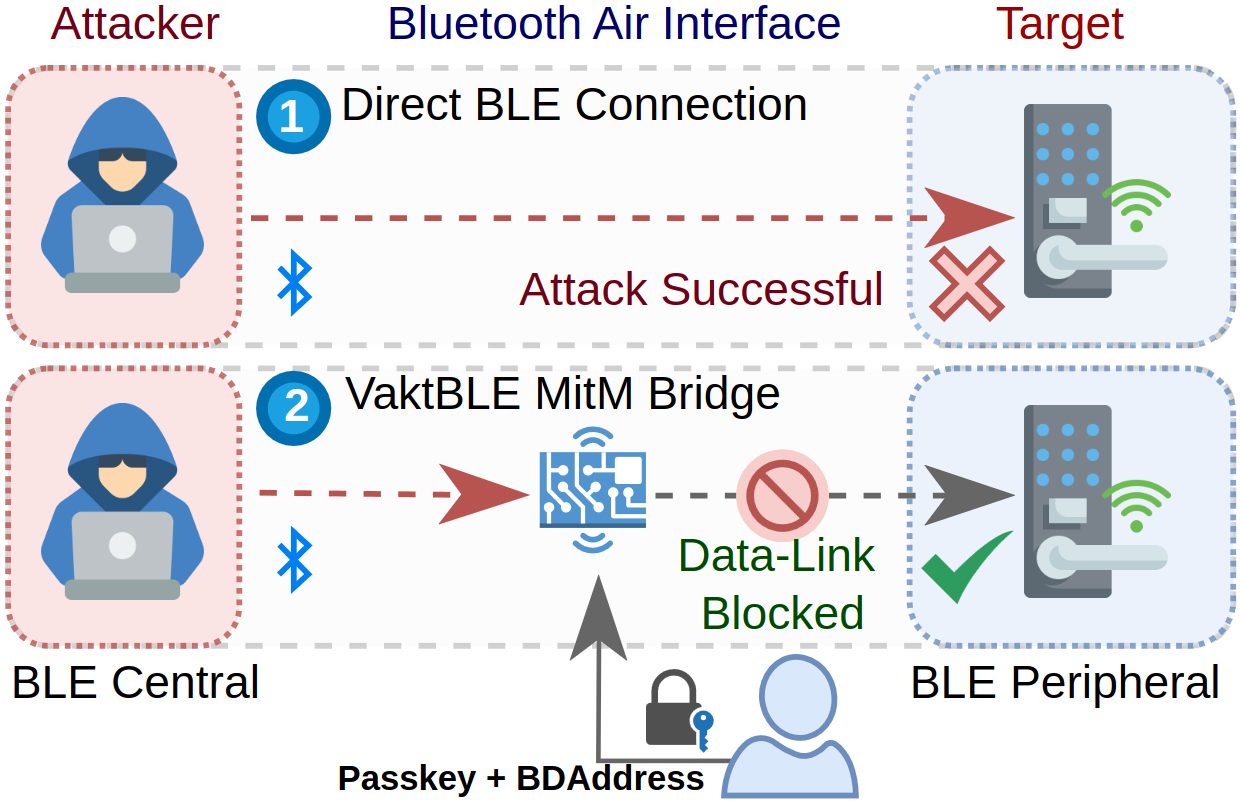 Attacker
Bluetooth Air Interface
Target
1
Direct BLE Connection
Attack Successful
2
VaktBLE MitM Bridge
Data-Link
Blocked
BLE Central
BLE Peripheral
Passkey + BDAddress